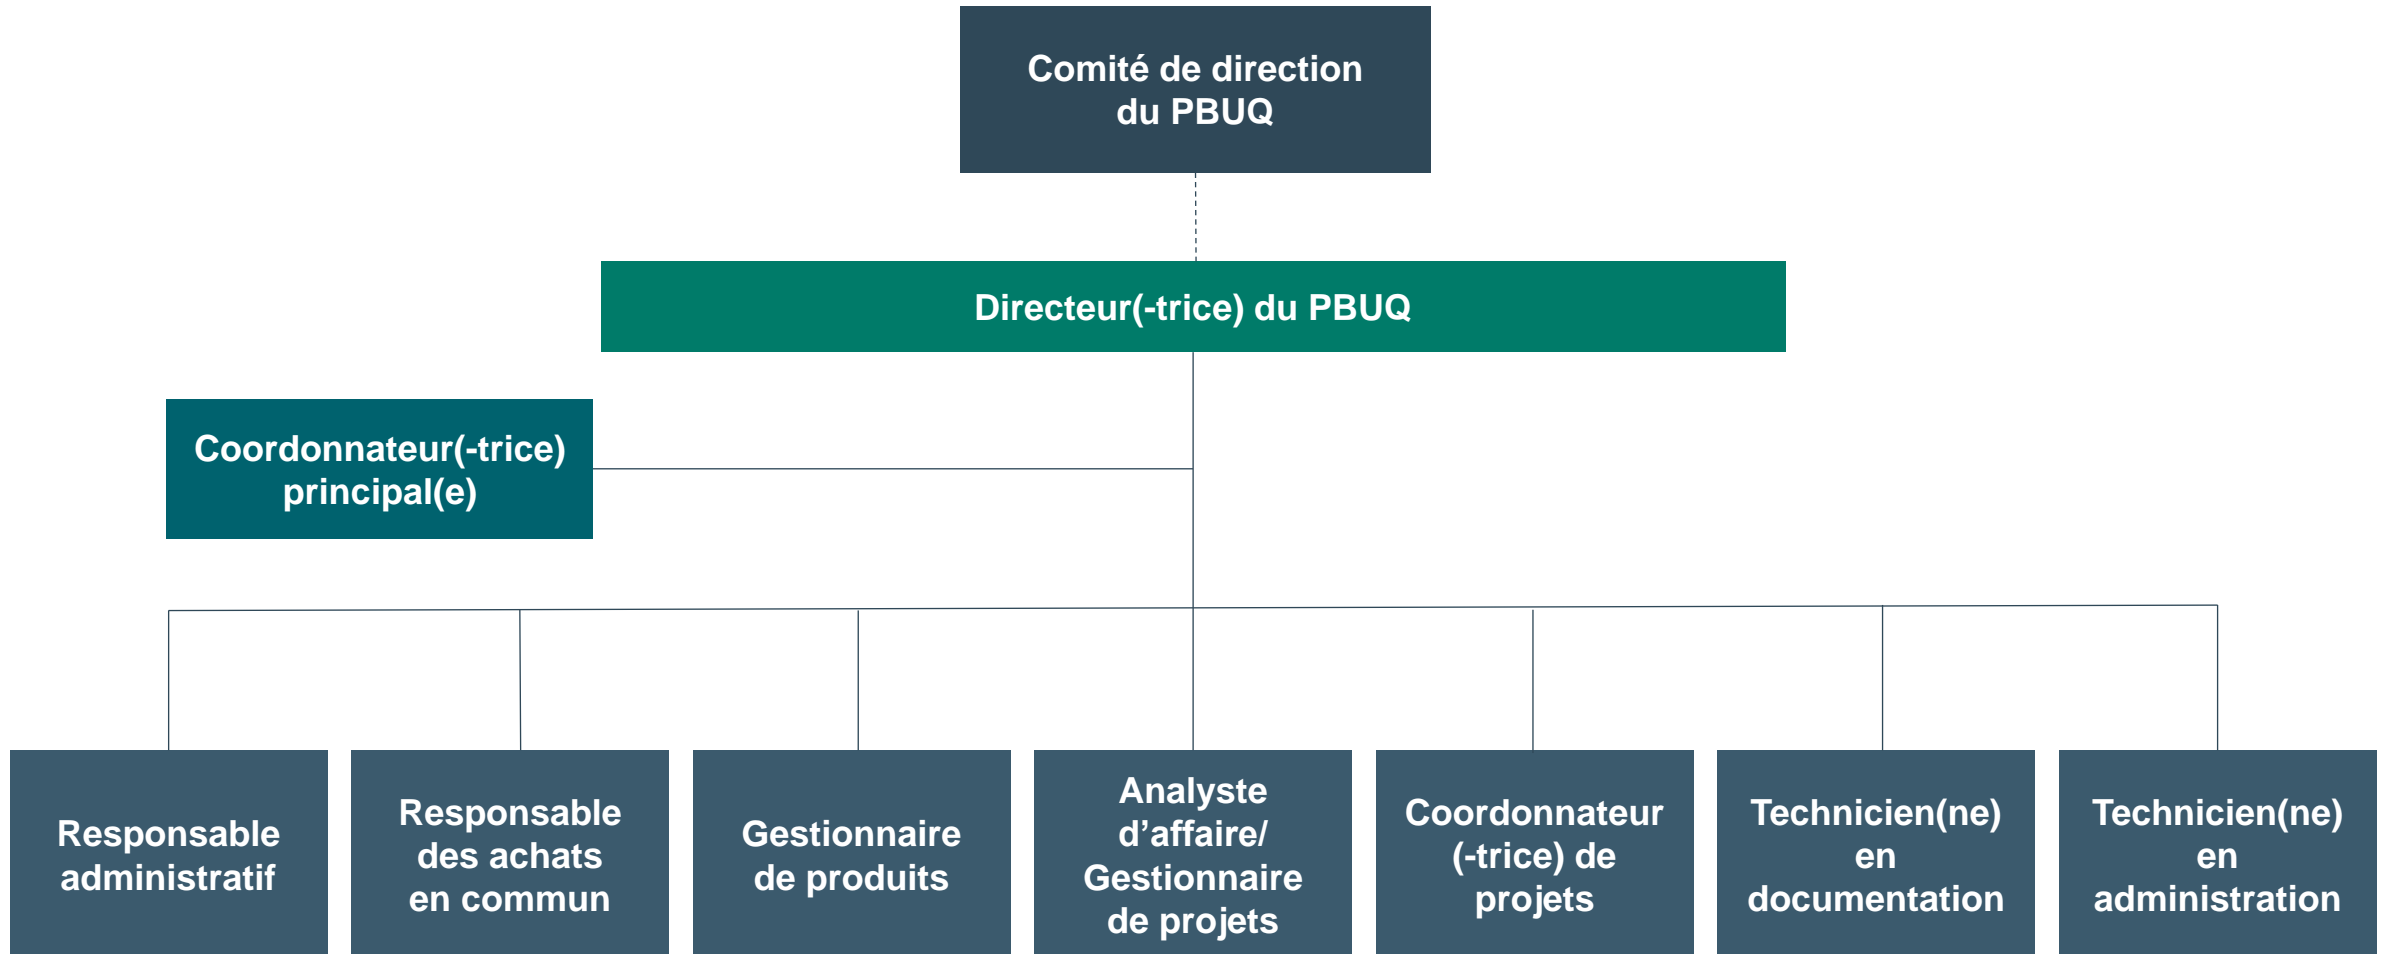 Comité de direction
du PBUQ
Directeur(-trice) du PBUQ
Coordonnateur(-trice)
principal(e)
Responsable
administratif
Responsable
des achats
en commun
Gestionnaire
de produits
Analyste
d’affaire/
Gestionnaire
de projets
Coordonnateur
(-trice) de
projets
Technicien(ne)
en
documentation
Technicien(ne)
en
administration